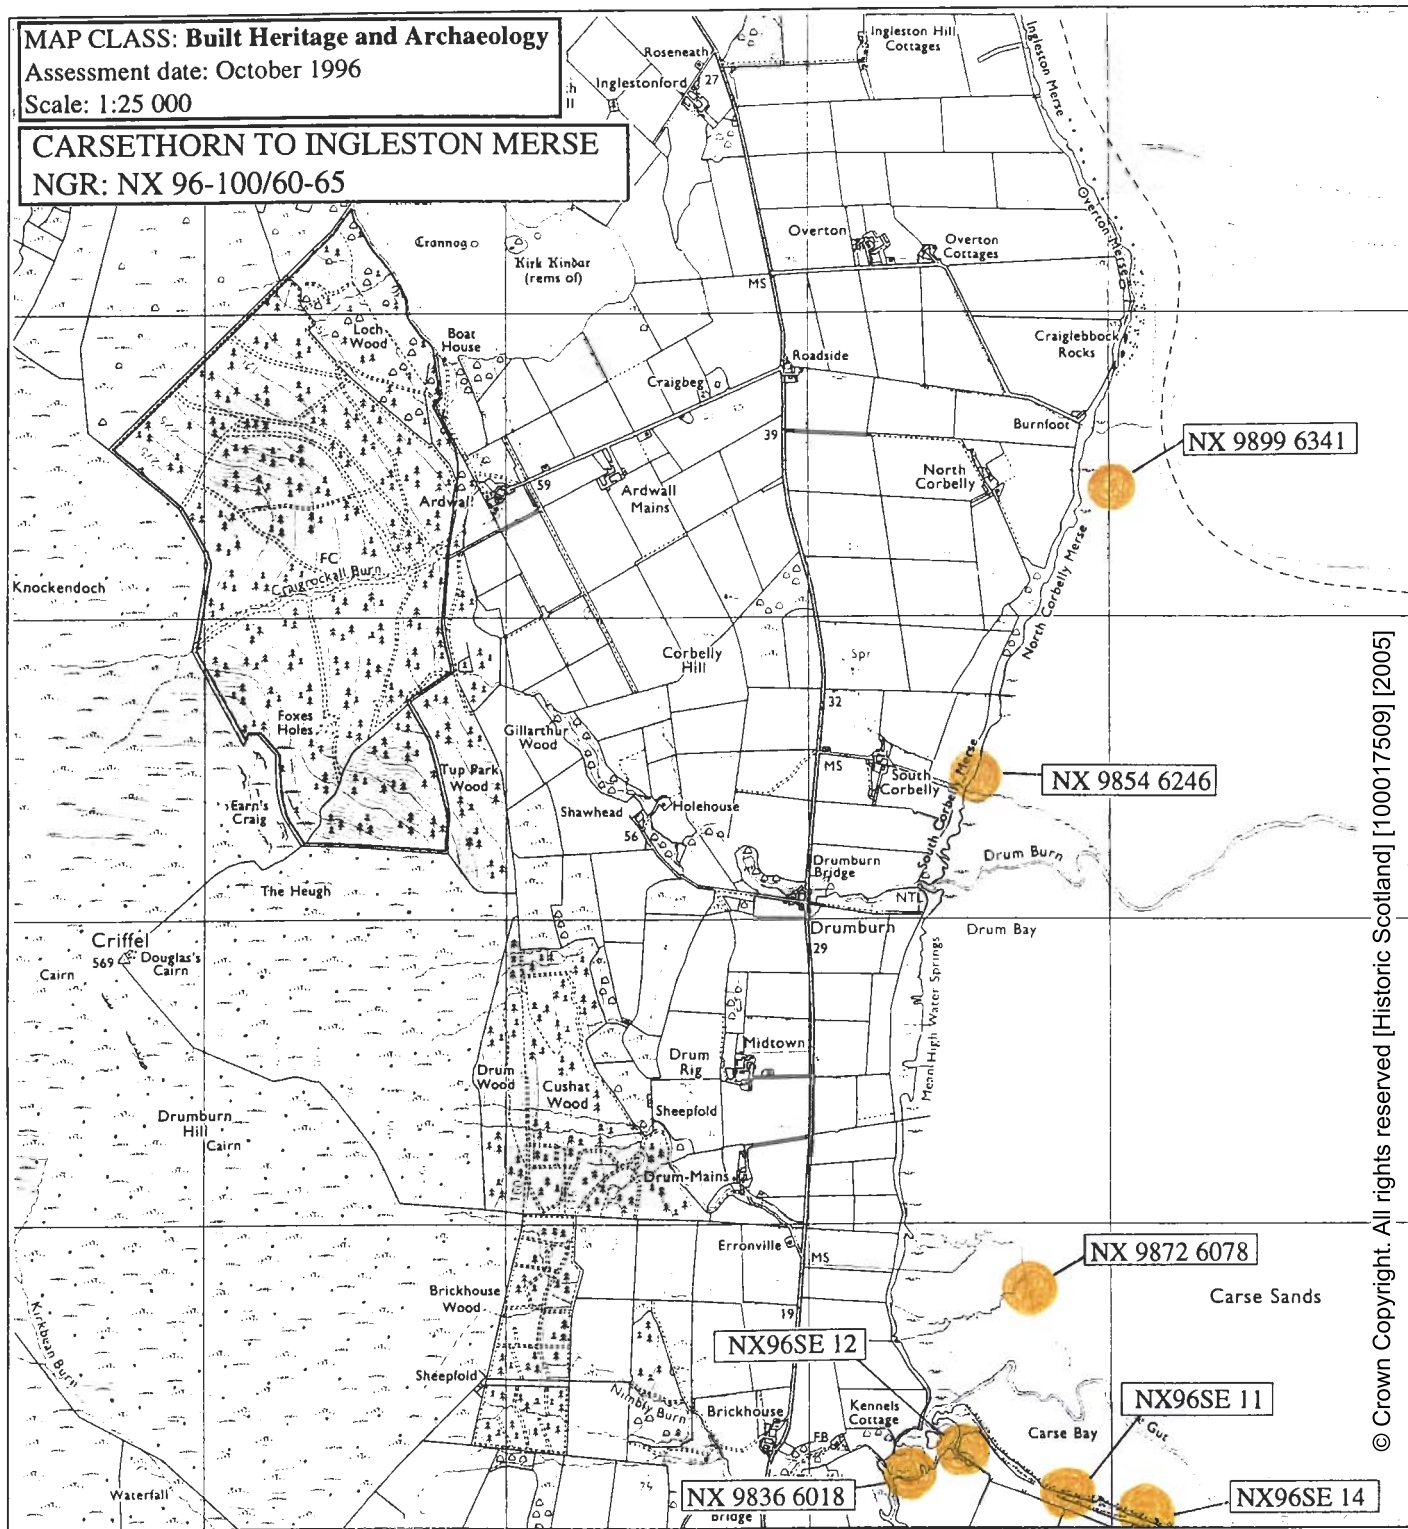 MAP CLASS: Built Heritage and Archaeology
Assessment date: October 1996
Scale: 1:25 000
CARSETHORN TO INGLESTON MERSE
NGR: NX 96-100/60-65
Roseneath
27
Inglestonford
Ingleston Hill
Cottages
Ingleston Merse
Overton Merse
Crannog
Kirk Kindar
(rems of)
Overton
Overton
Cottages
MS
Loch
Wood
Boat
House
Craiglebbock
Rocks
Roadside
Craigbeg
39
Burnfoot
NX 9899 6341
North
Corbelly
Ardwall
59
Ardwall
Mains
FC
Craigrockall Burn
Knockendoch
North Corbelly Merse
Corbelly
Hill
Spr
32
Foxes
Holes
Gillarthur
Wood
MS
South
Corbelly
South Corbelly Merse
NX 9854 6246
Tup Park
Wood
Earn's
Craig
Shawhead
Holehouse
56
Drumburn
Bridge
Drum Burn
The Heugh
NTL
Drumburn
Drum Bay
29
Criffel
569
Douglas's
Cairn
Cairn
Mean High Water Springs
Midtown
Drum
Rig
Drum
Wood
Cushat
Wood
Sheepfold
Drumburn
Hill
Cairn
Drum-Mains
Erronville
MS
NX 9872 6078
Carse Sands
Brickhouse
Wood
19
Kirkbean Burn
NX96SE 12
Sheepfold
Nimbly Burn
Brickhouse
Kennels
Cottage
NX96SE 11
FB
Carse Bay
Gut
Waterfall
NX 9836 6018
Bridge
NX96SE 14
© Crown Copyright. All rights reserved [Historic Scotland] [100017509] [2005]